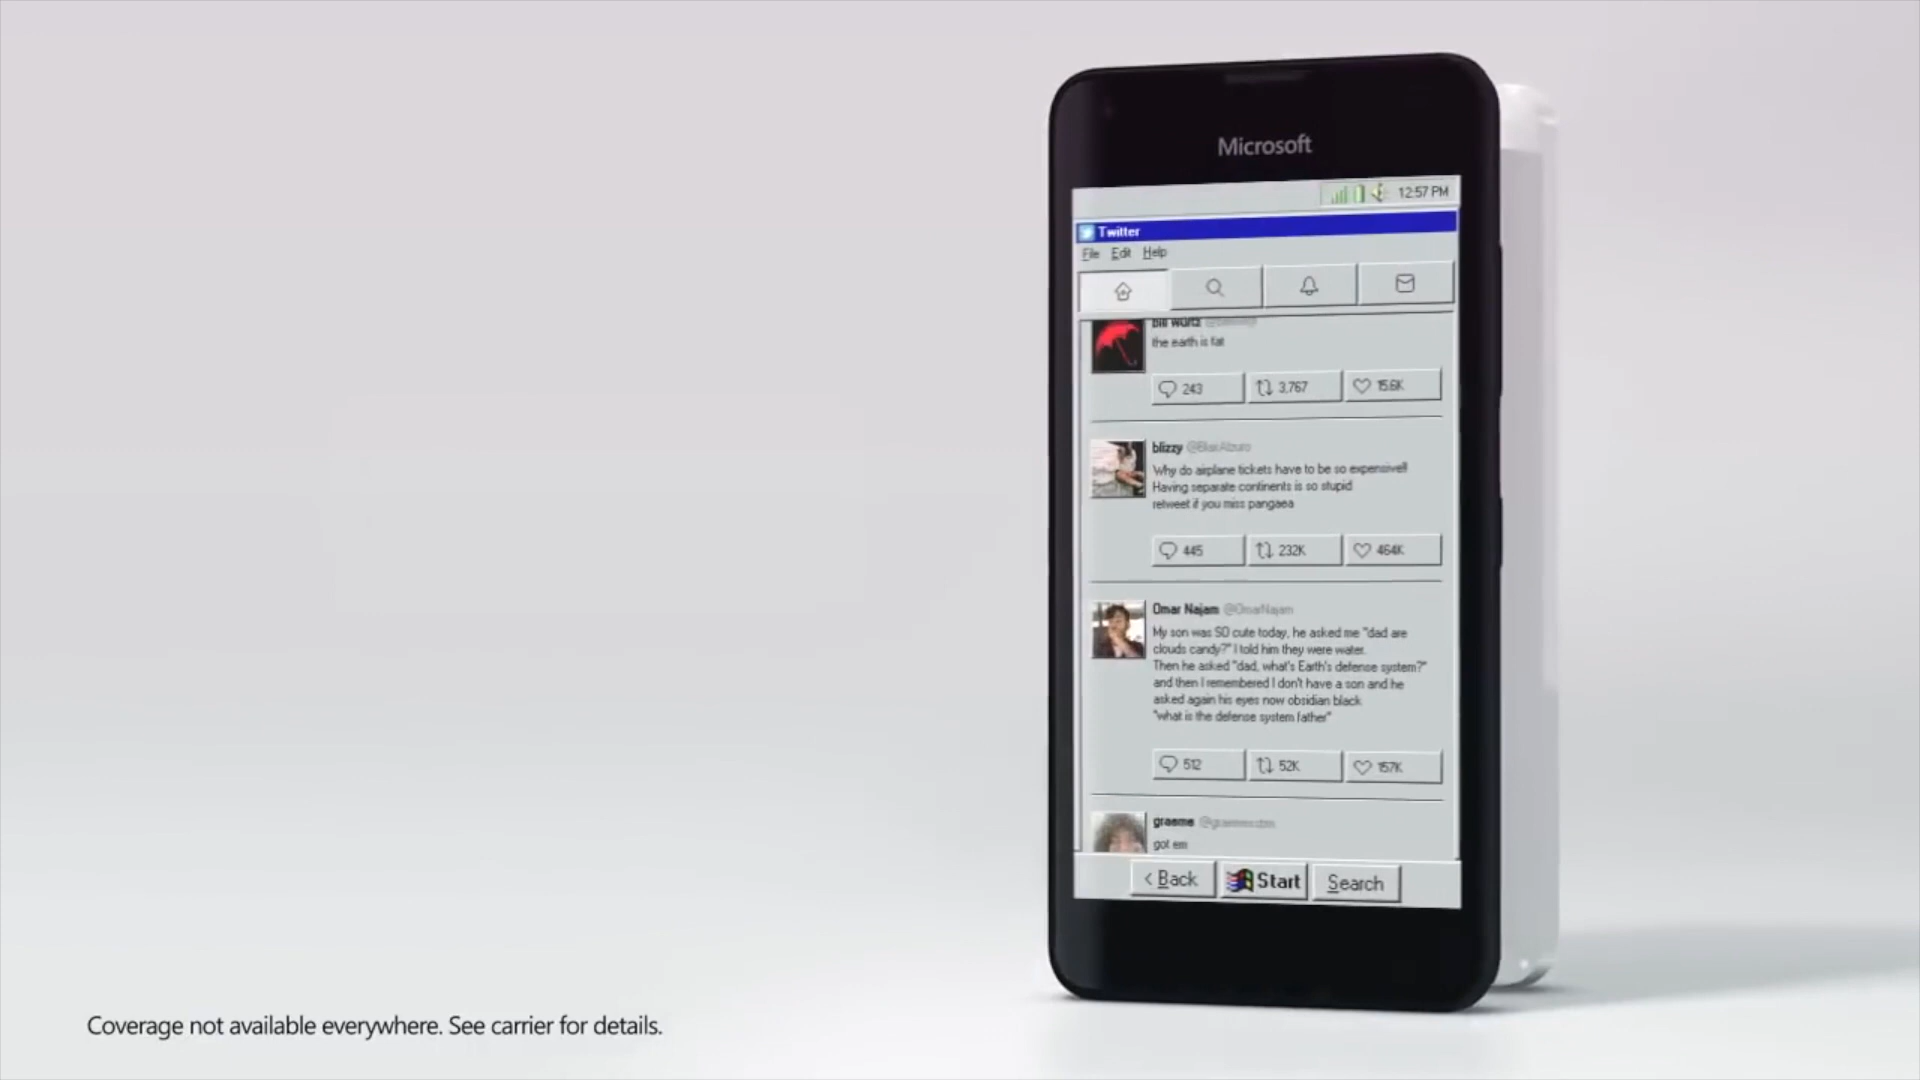 Microsoft
12:57 PM
Twitter
File Edit Help
bill wurtz
the earth is fat
243 3,767 15.6K
blizzy
Why do airplane tickets have to be so expensive!!
Having separate continents is so stupid
retweet if you miss pangaea
445 232K 464K
Omar Najam @OmarNajam
My son was SO cute today, he asked me "dad are
clouds candy?" I told him they were water.
Then he asked "dad, what's Earth's defense system?"
and then I remembered I don't have a son and he
asked again his eyes now obsidian black
"what is the defense system father"
512 52K 157K
graeme
got em
< Back Start Search
Coverage not available everywhere. See carrier for details.